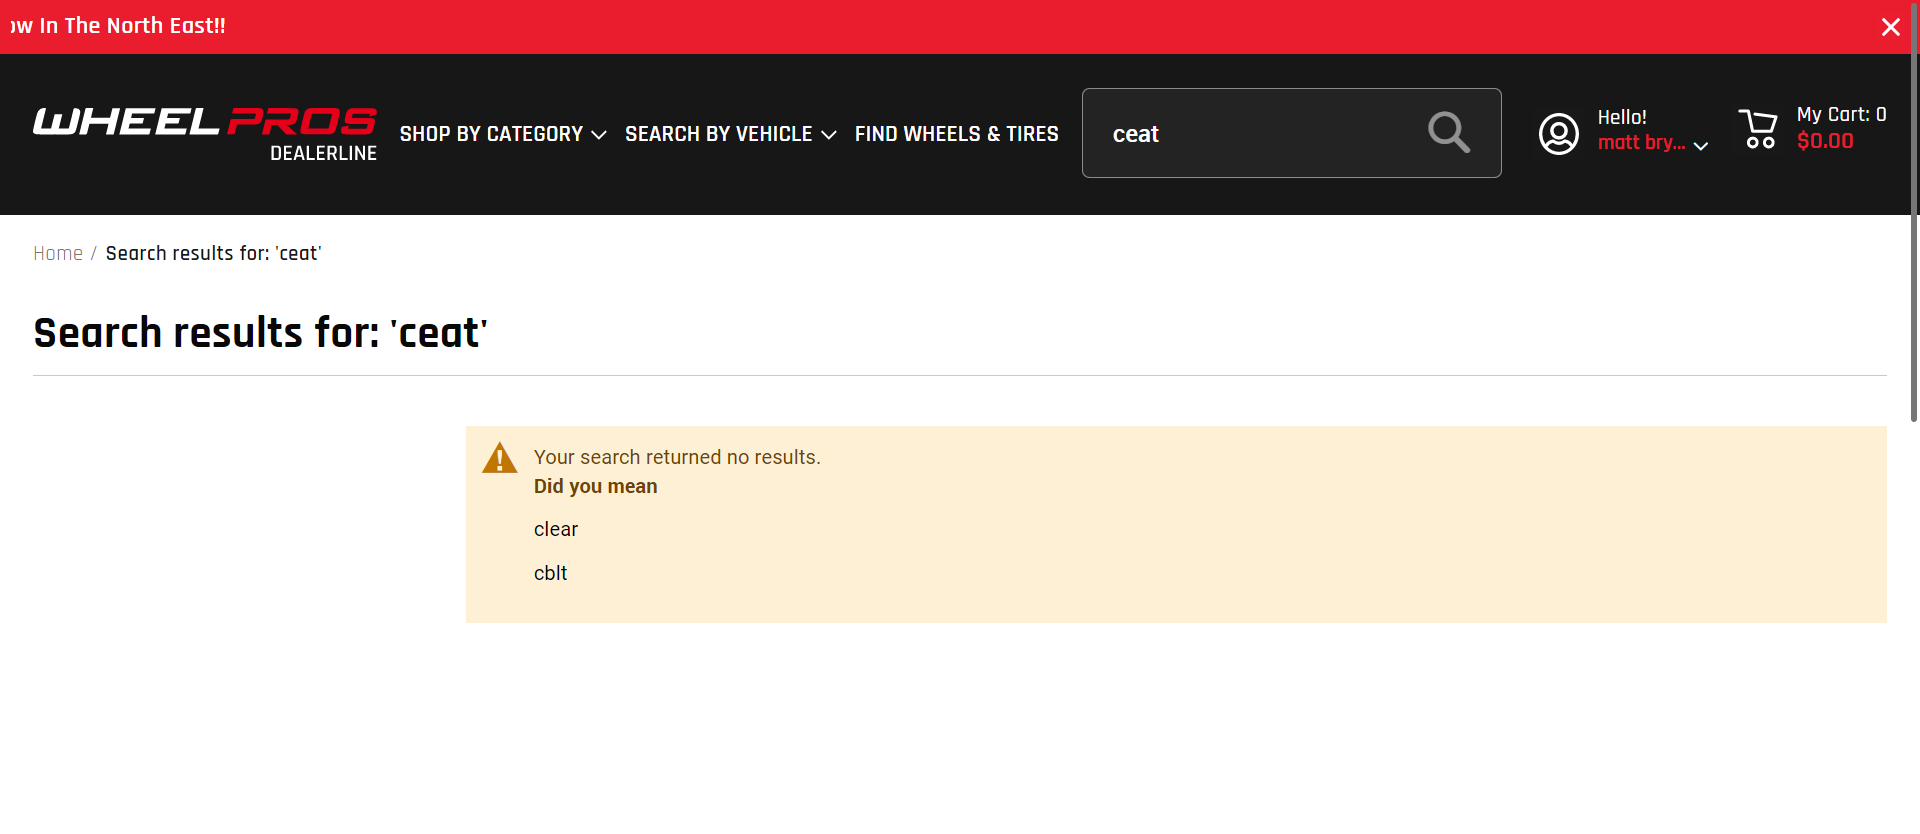 In The North East!!
WHEEL PROS
DEALERLINE
SHOP BY CATEGORY
SEARCH BY VEHICLE
FIND WHEELS & TIRES
ceat
Hello!
matt bry...
My Cart: 0
$0.00
Home / Search results for: 'ceat'
Search results for: 'ceat'
Your search returned no results.
Did you mean
clear
cblt